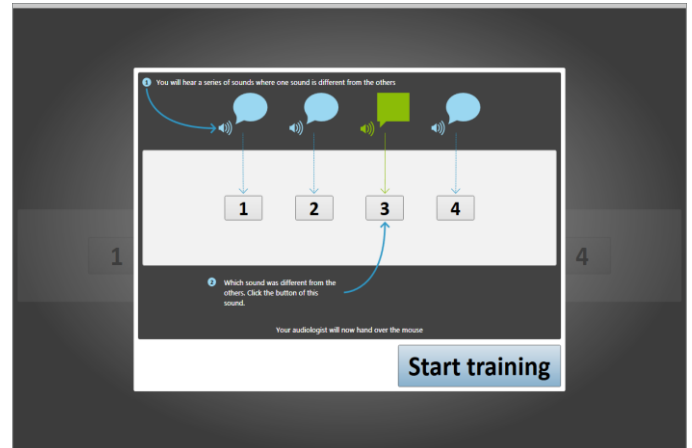 1 You will hear a series of sounds where one sound is different from the others
1 2 3 4
1 4
2 Which sound was different from the
others. Click the button of this
sound.
Your audiologist will now hand over the mouse
Start training